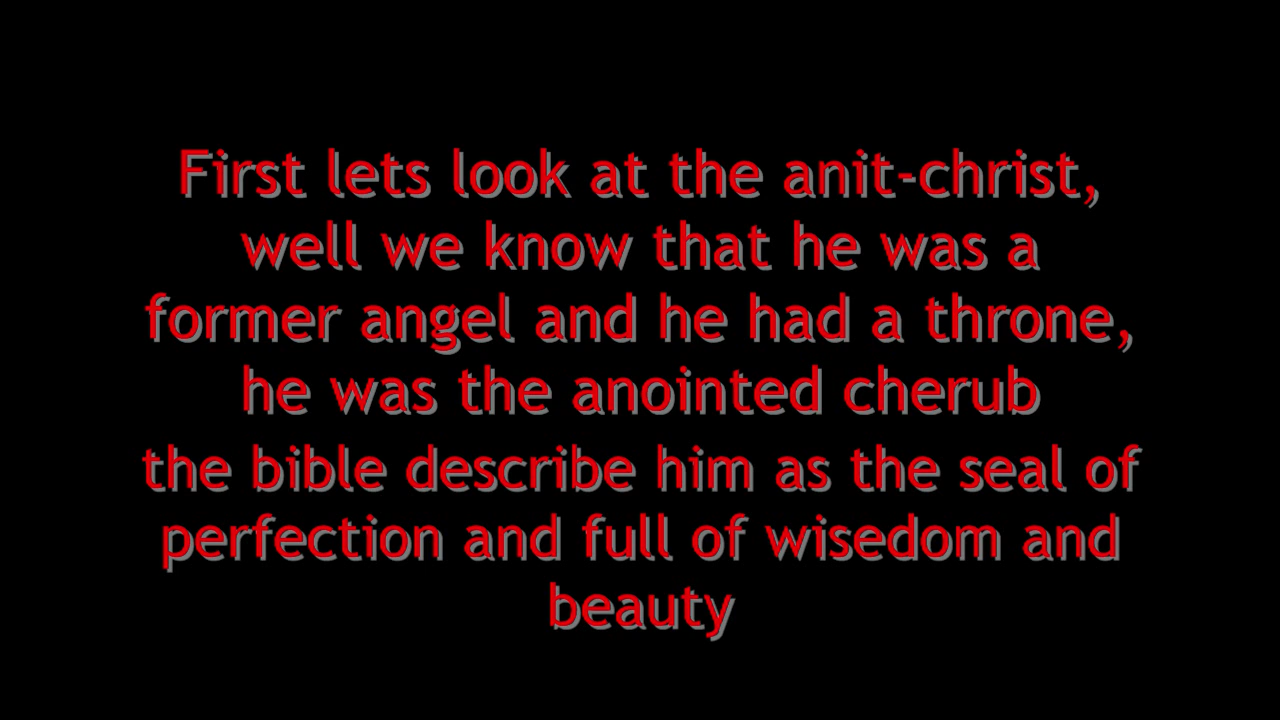 First lets look at the anit-christ,
well we know that he was a
former angel and he had a throne,
he was the anointed cherub
the bible describe him as the seal of
perfection and full of wisedom and
beauty